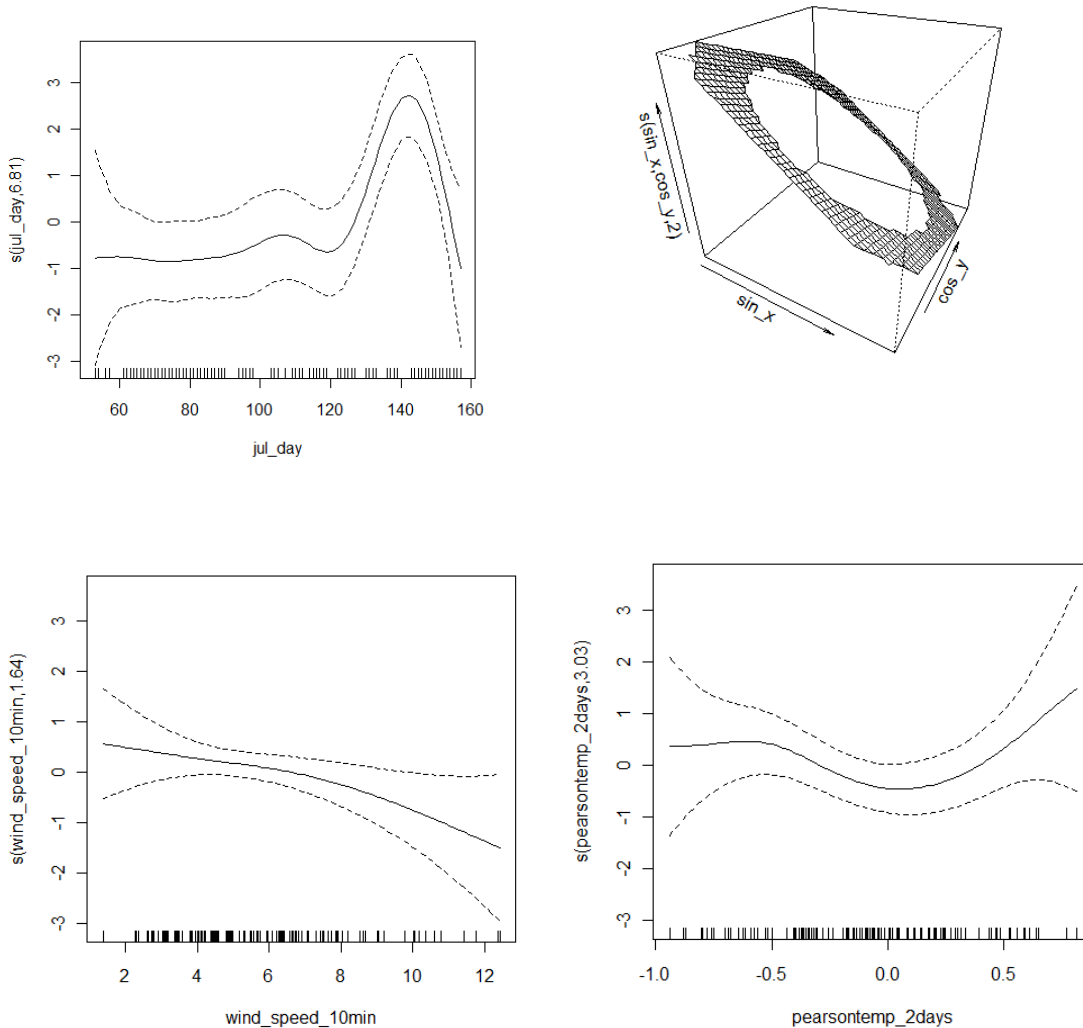 s(jul_day,6.81)
3
2
1
0
-1
-2
-3
60 80 100 120 140 160
jul_day
s(sin_x,cos_y,2)
sin_x
cos_y
s(wind_speed_10min,1.64)
3
2
1
0
-1
-2
-3
2 4 6 8 10 12
wind_speed_10min
s(pearsontemp_2days,3.03)
3
2
1
0
-1
-2
-3
-1.0 -0.5 0.0 0.5
pearsontemp_2days